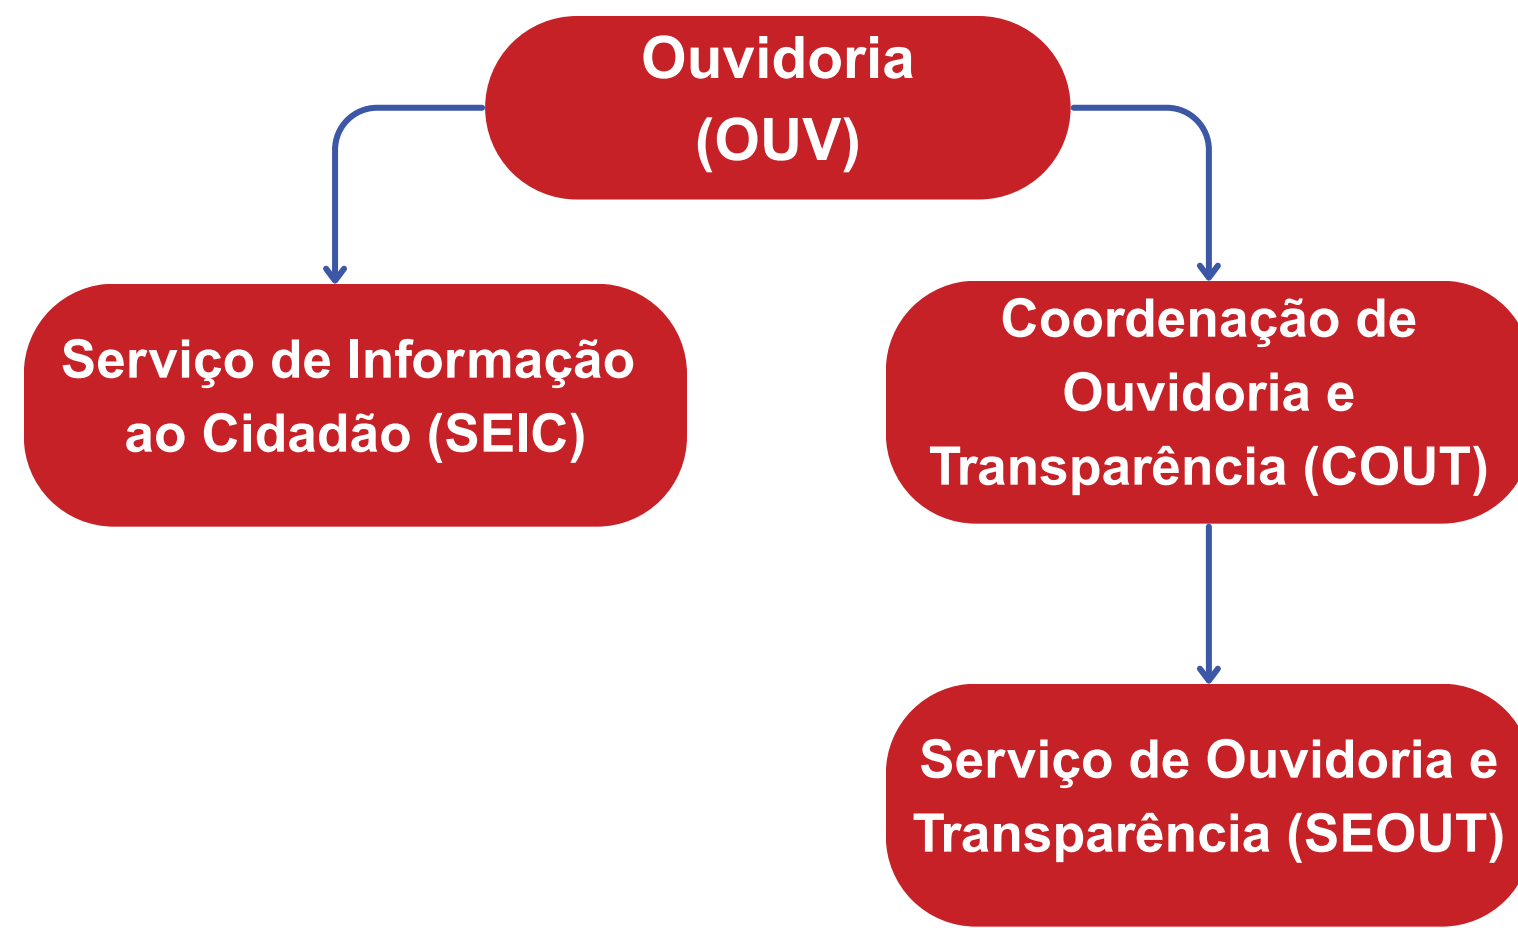 Ouvidoria
(OUV)
Serviço de Informação
ao Cidadão (SEIC)
Coordenação de
Ouvidoria e
Transparência (COUT)
Serviço de Ouvidoria e
Transparência (SEOUT)